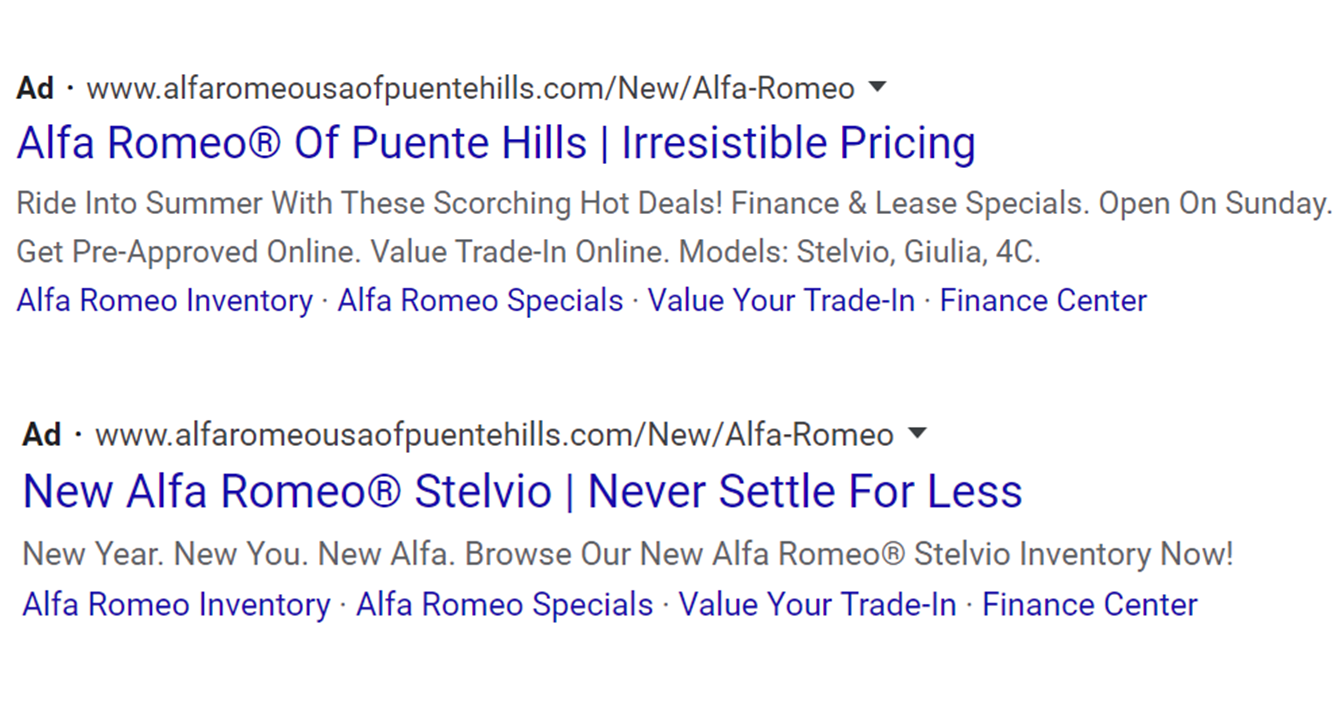 Ad · www.alfaromeousaofpuentehills.com/New/Alfa-Romeo
Alfa Romeo® Of Puente Hills | Irresistible Pricing
Ride Into Summer With These Scorching Hot Deals! Finance & Lease Specials. Open On Sunday.
Get Pre-Approved Online. Value Trade-In Online. Models: Stelvio, Giulia, 4C.
Alfa Romeo Inventory · Alfa Romeo Specials · Value Your Trade-In · Finance Center
Ad · www.alfaromeousaofpuentehills.com/New/Alfa-Romeo
New Alfa Romeo® Stelvio | Never Settle For Less
New Year. New You. New Alfa. Browse Our New Alfa Romeo® Stelvio Inventory Now!
Alfa Romeo Inventory · Alfa Romeo Specials · Value Your Trade-In · Finance Center